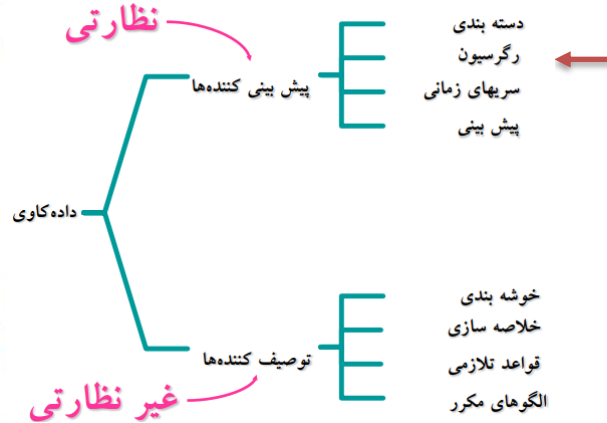 نظارتی
دسته بندی
رگرسیون
پیش بینی کننده‌ها
سریهای زمانی
پیش بینی
داده‌کاوی
خوشه بندی
خلاصه سازی
توصیف کننده‌ها
قواعد تلازمی
غیر نظارتی
الگوهای مکرر